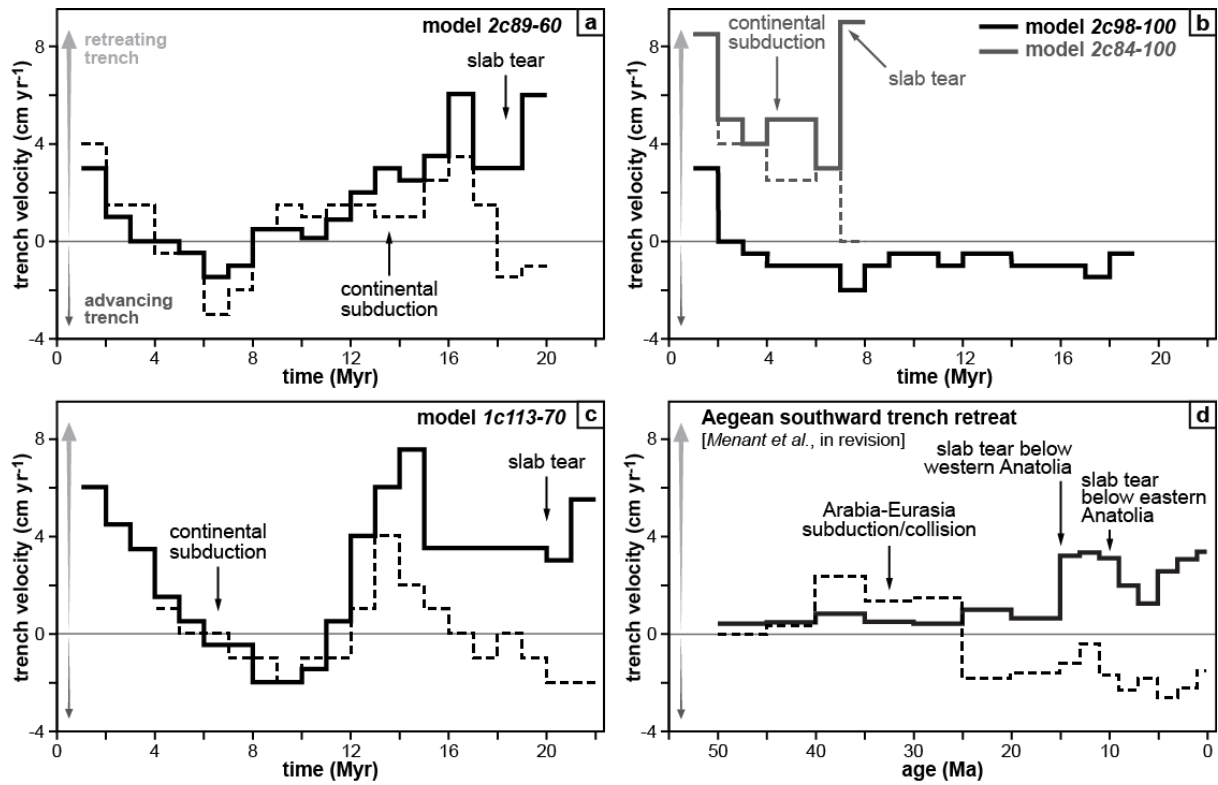 model 2c89-60
a
retreating
trench
slab tear
continental
subduction
advancing
trench
trench velocity (cm yr-1)
8
4
0
-4
0
4
8
12
16
20
time (Myr)
continental
subduction
model 2c98-100
model 2c84-100
b
slab tear
trench velocity (cm yr-1)
8
4
0
-4
0
4
8
12
16
20
time (Myr)
model 1c113-70
c
slab tear
continental
subduction
trench velocity (cm yr-1)
8
4
0
-4
0
4
8
12
16
20
time (Myr)
Aegean southward trench retreat
d
[Menant et al., in revision]
slab tear below
western Anatolia
slab tear
below eastern
Anatolia
Arabia-Eurasia
subduction/collision
trench velocity (cm yr-1)
8
4
0
-4
50
40
30
20
10
0
age (Ma)